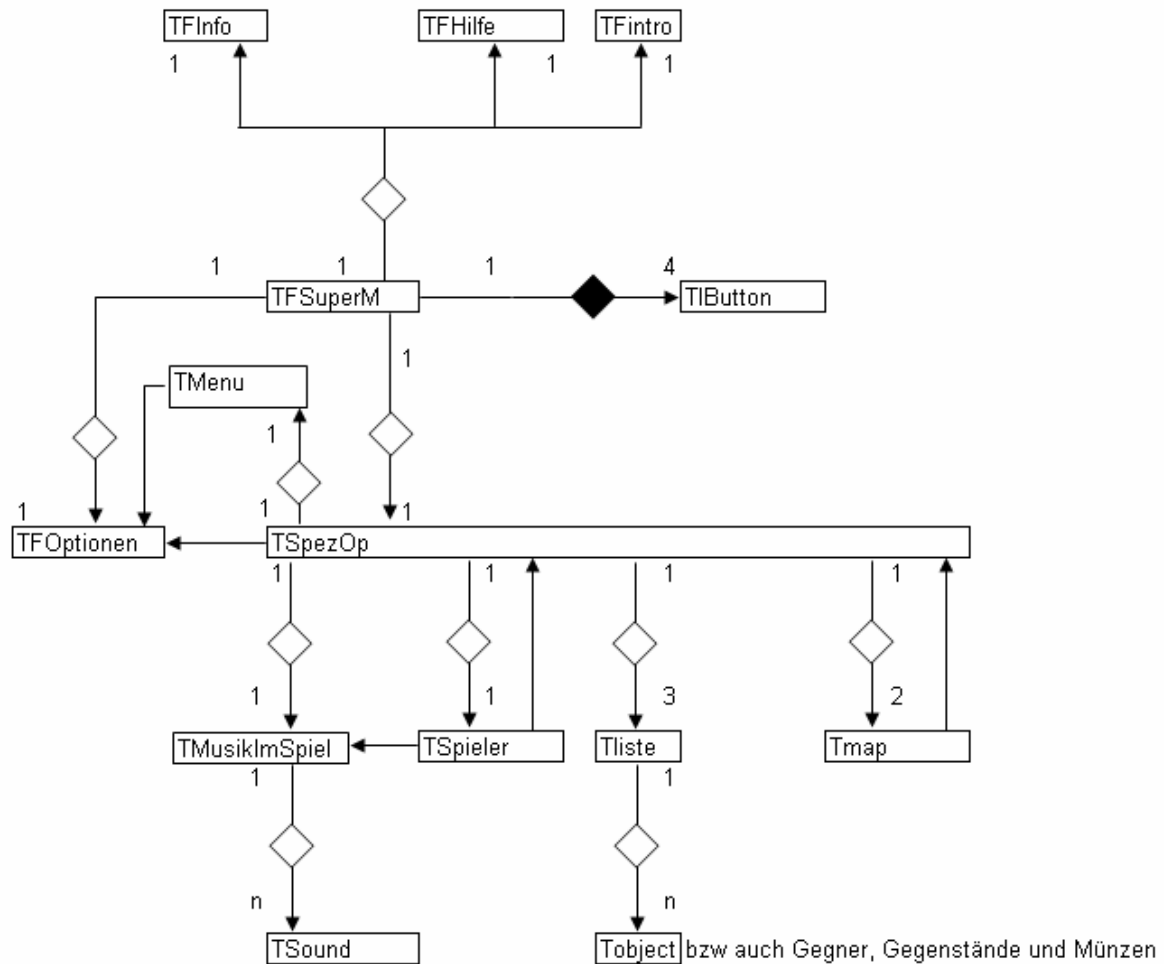 TFInfo
TFHilfe
TFintro
1
1
1
1
1
1
4
TFSuperM
TIButton
1
TMenu
1
1
1
1
TFOptionen
TSpezOp
1
1
1
1
1
1
3
2
TMusikImSpiel
TSpieler
Tliste
Tmap
1
1
n
n
TSound
Tobject bzw auch Gegner, Gegenstände und Münzen